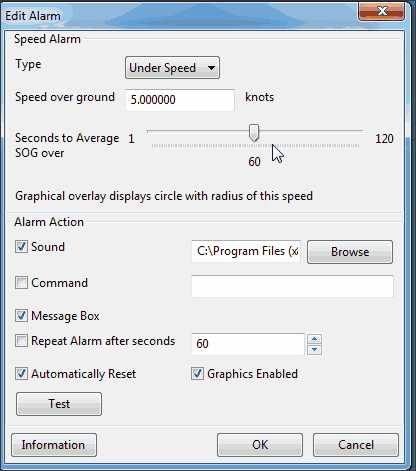 Edit Alarm
Speed Alarm
Type
Under Speed
Speed over ground
5.000000
knots
Seconds to Average
SOG over
1
120
60
Graphical overlay displays circle with radius of this speed
Alarm Action
Sound
C:\Program Files (x
Browse
Command
Message Box
Repeat Alarm after seconds
60
Automatically Reset
Graphics Enabled
Test
Information
OK
Cancel